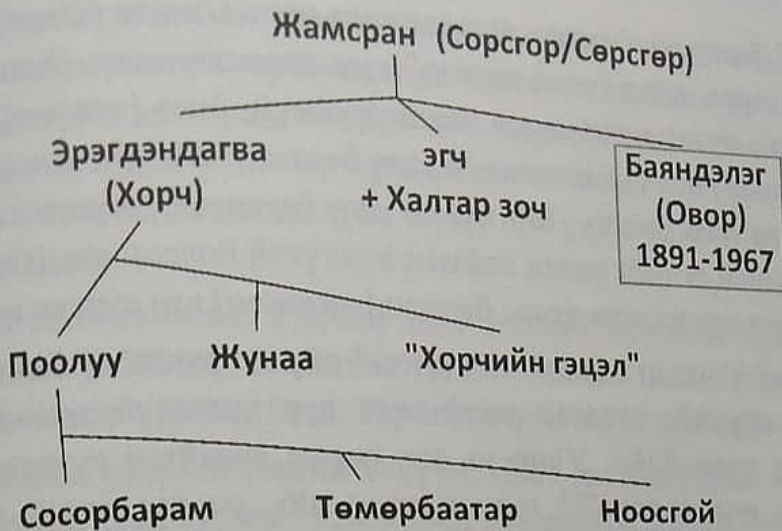 Жамсран (Сорсгор/Сөрсгөр)
Эрэгдэндагва
(Хорч)
эгч
+ Халтар зоч
Баяндэлэг
(Овор)
1891-1967
Поолуу
Жунаа
"Хорчийн гэцэл"
Сосорбарам
Төмөрбаатар
Ноосгой